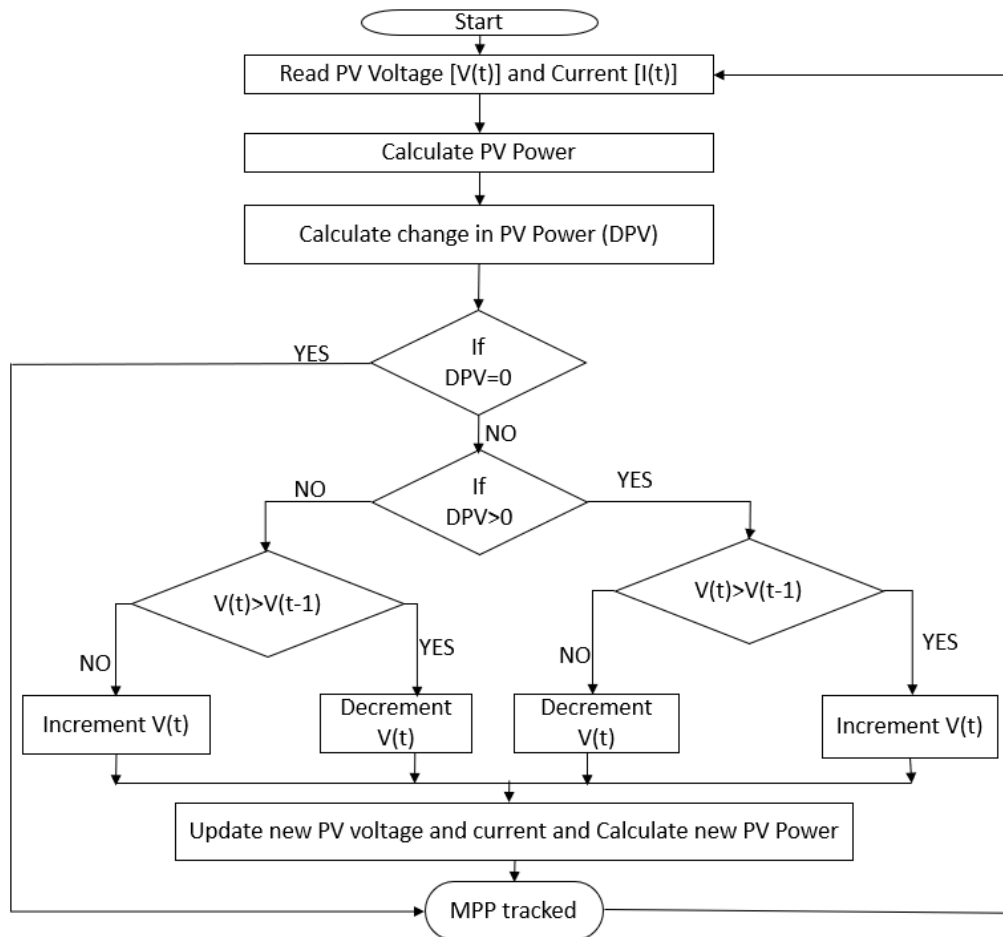 Start
Read PV Voltage [V(t)] and Current [I(t)]
Calculate PV Power
Calculate change in PV Power (DPV)
YES
If
DPV=0
NO
NO
If
DPV>0
YES
V(t)>V(t-1)
V(t)>V(t-1)
NO
YES
NO
YES
Increment V(t)
Decrement
V(t)
Decrement
V(t)
Increment V(t)
Update new PV voltage and current and Calculate new PV Power
MPP tracked